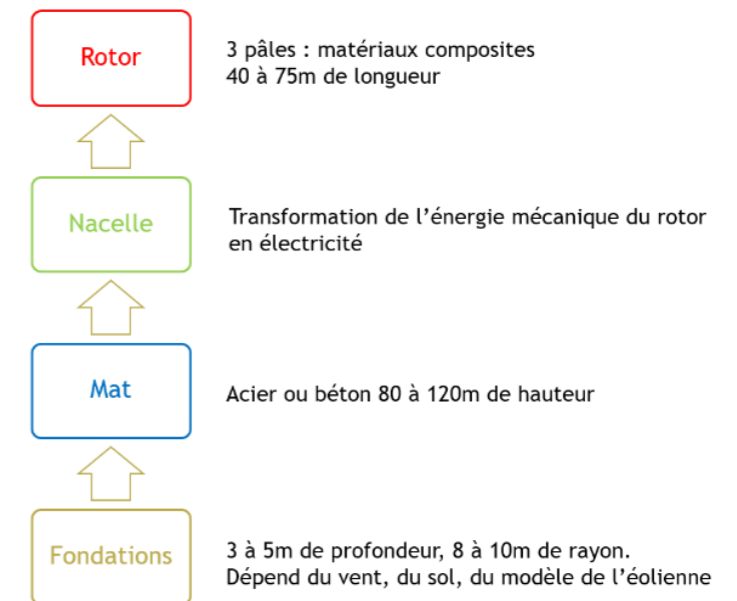 Rotor
3 pâles : matériaux composites
40 à 75m de longueur
Nacelle
Transformation de l’énergie mécanique du rotor
en électricité
Mat
Acier ou béton 80 à 120m de hauteur
Fondations
3 à 5m de profondeur, 8 à 10m de rayon.
Dépend du vent, du sol, du modèle de l’éolienne